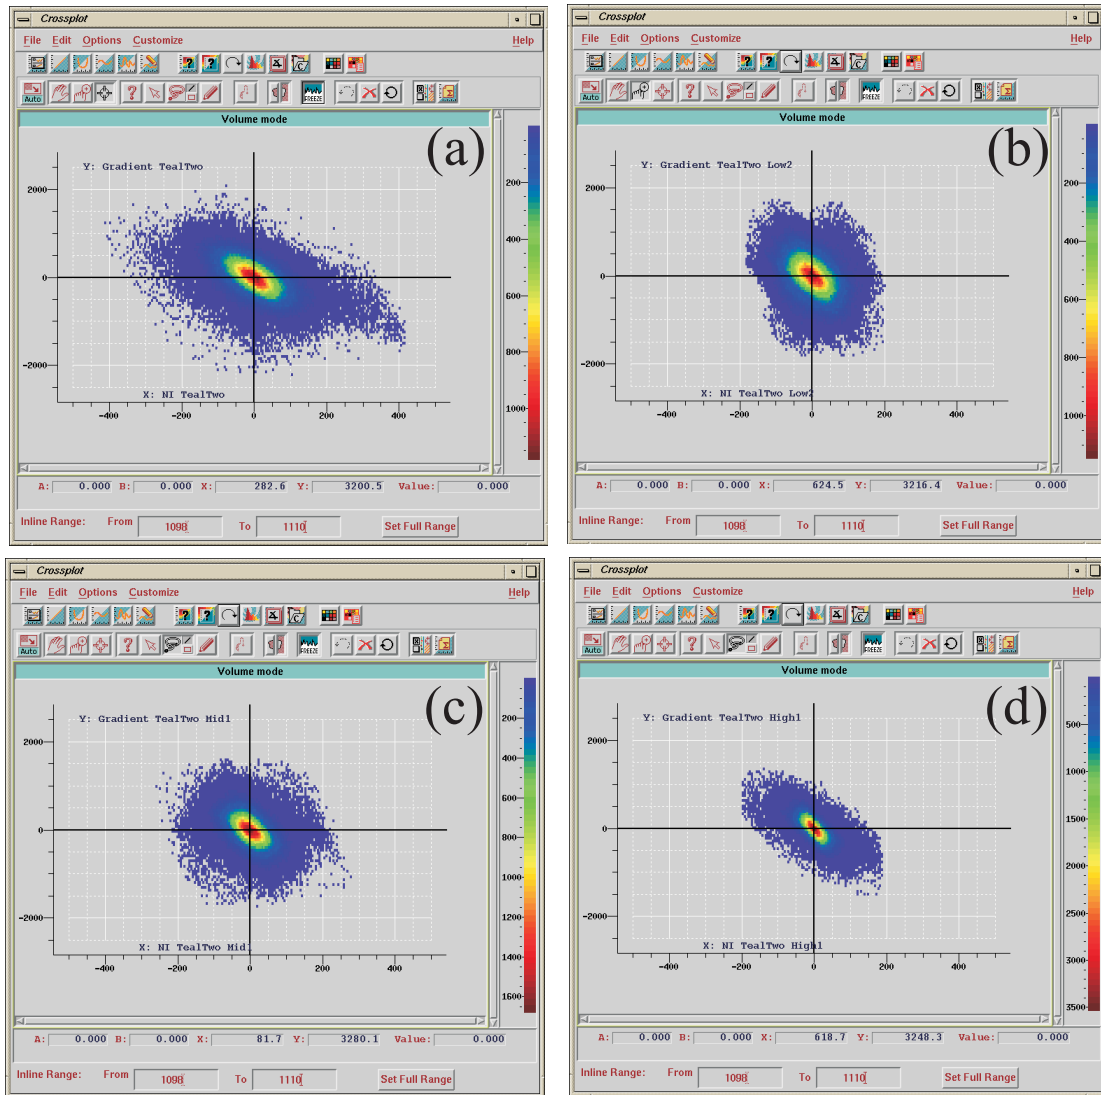 Crossplot
File Edit Options Customize Help
Auto
FREEZE
Volume mode
(a)
Y: Gradient TealTwo
2000
0
-2000
X: NI TealTwo
-400 -200 0 200 400
200
400
600
800
1000
A: 0.000 B: 0.000 X: 282.6 Y: 3200.5 Value: 0.000
Inline Range: From 1098 To 1110 Set Full Range
Crossplot
File Edit Options Customize Help
Auto
FREEZE
Volume mode
(b)
Y: Gradient TealTwo Low2
2000
0
-2000
X: NI TealTwo Low2
-400 -200 0 200 400
200
400
600
800
1000
A: 0.000 B: 0.000 X: 624.5 Y: 3216.4 Value: 0.000
Inline Range: From 1098 To 1110 Set Full Range
Crossplot
File Edit Options Customize Help
Auto
FREEZE
Volume mode
(c)
Y: Gradient TealTwo Mid1
2000
0
-2000
X: NI TealTwo Mid1
-400 -200 0 200 400
200
400
600
800
1000
1200
1400
1600
A: 0.000 B: 0.000 X: 81.7 Y: 3280.1 Value: 0.000
Inline Range: From 1098 To 1110 Set Full Range
Crossplot
File Edit Options Customize Help
Auto
FREEZE
Volume mode
(d)
Y: Gradient TealTwo High1
2000
0
-2000
X: NI TealTwo High1
-400 -200 0 200 400
500
1000
1500
2000
2500
3000
3500
A: 0.000 B: 0.000 X: 618.7 Y: 3248.3 Value: 0.000
Inline Range: From 1098 To 1110 Set Full Range